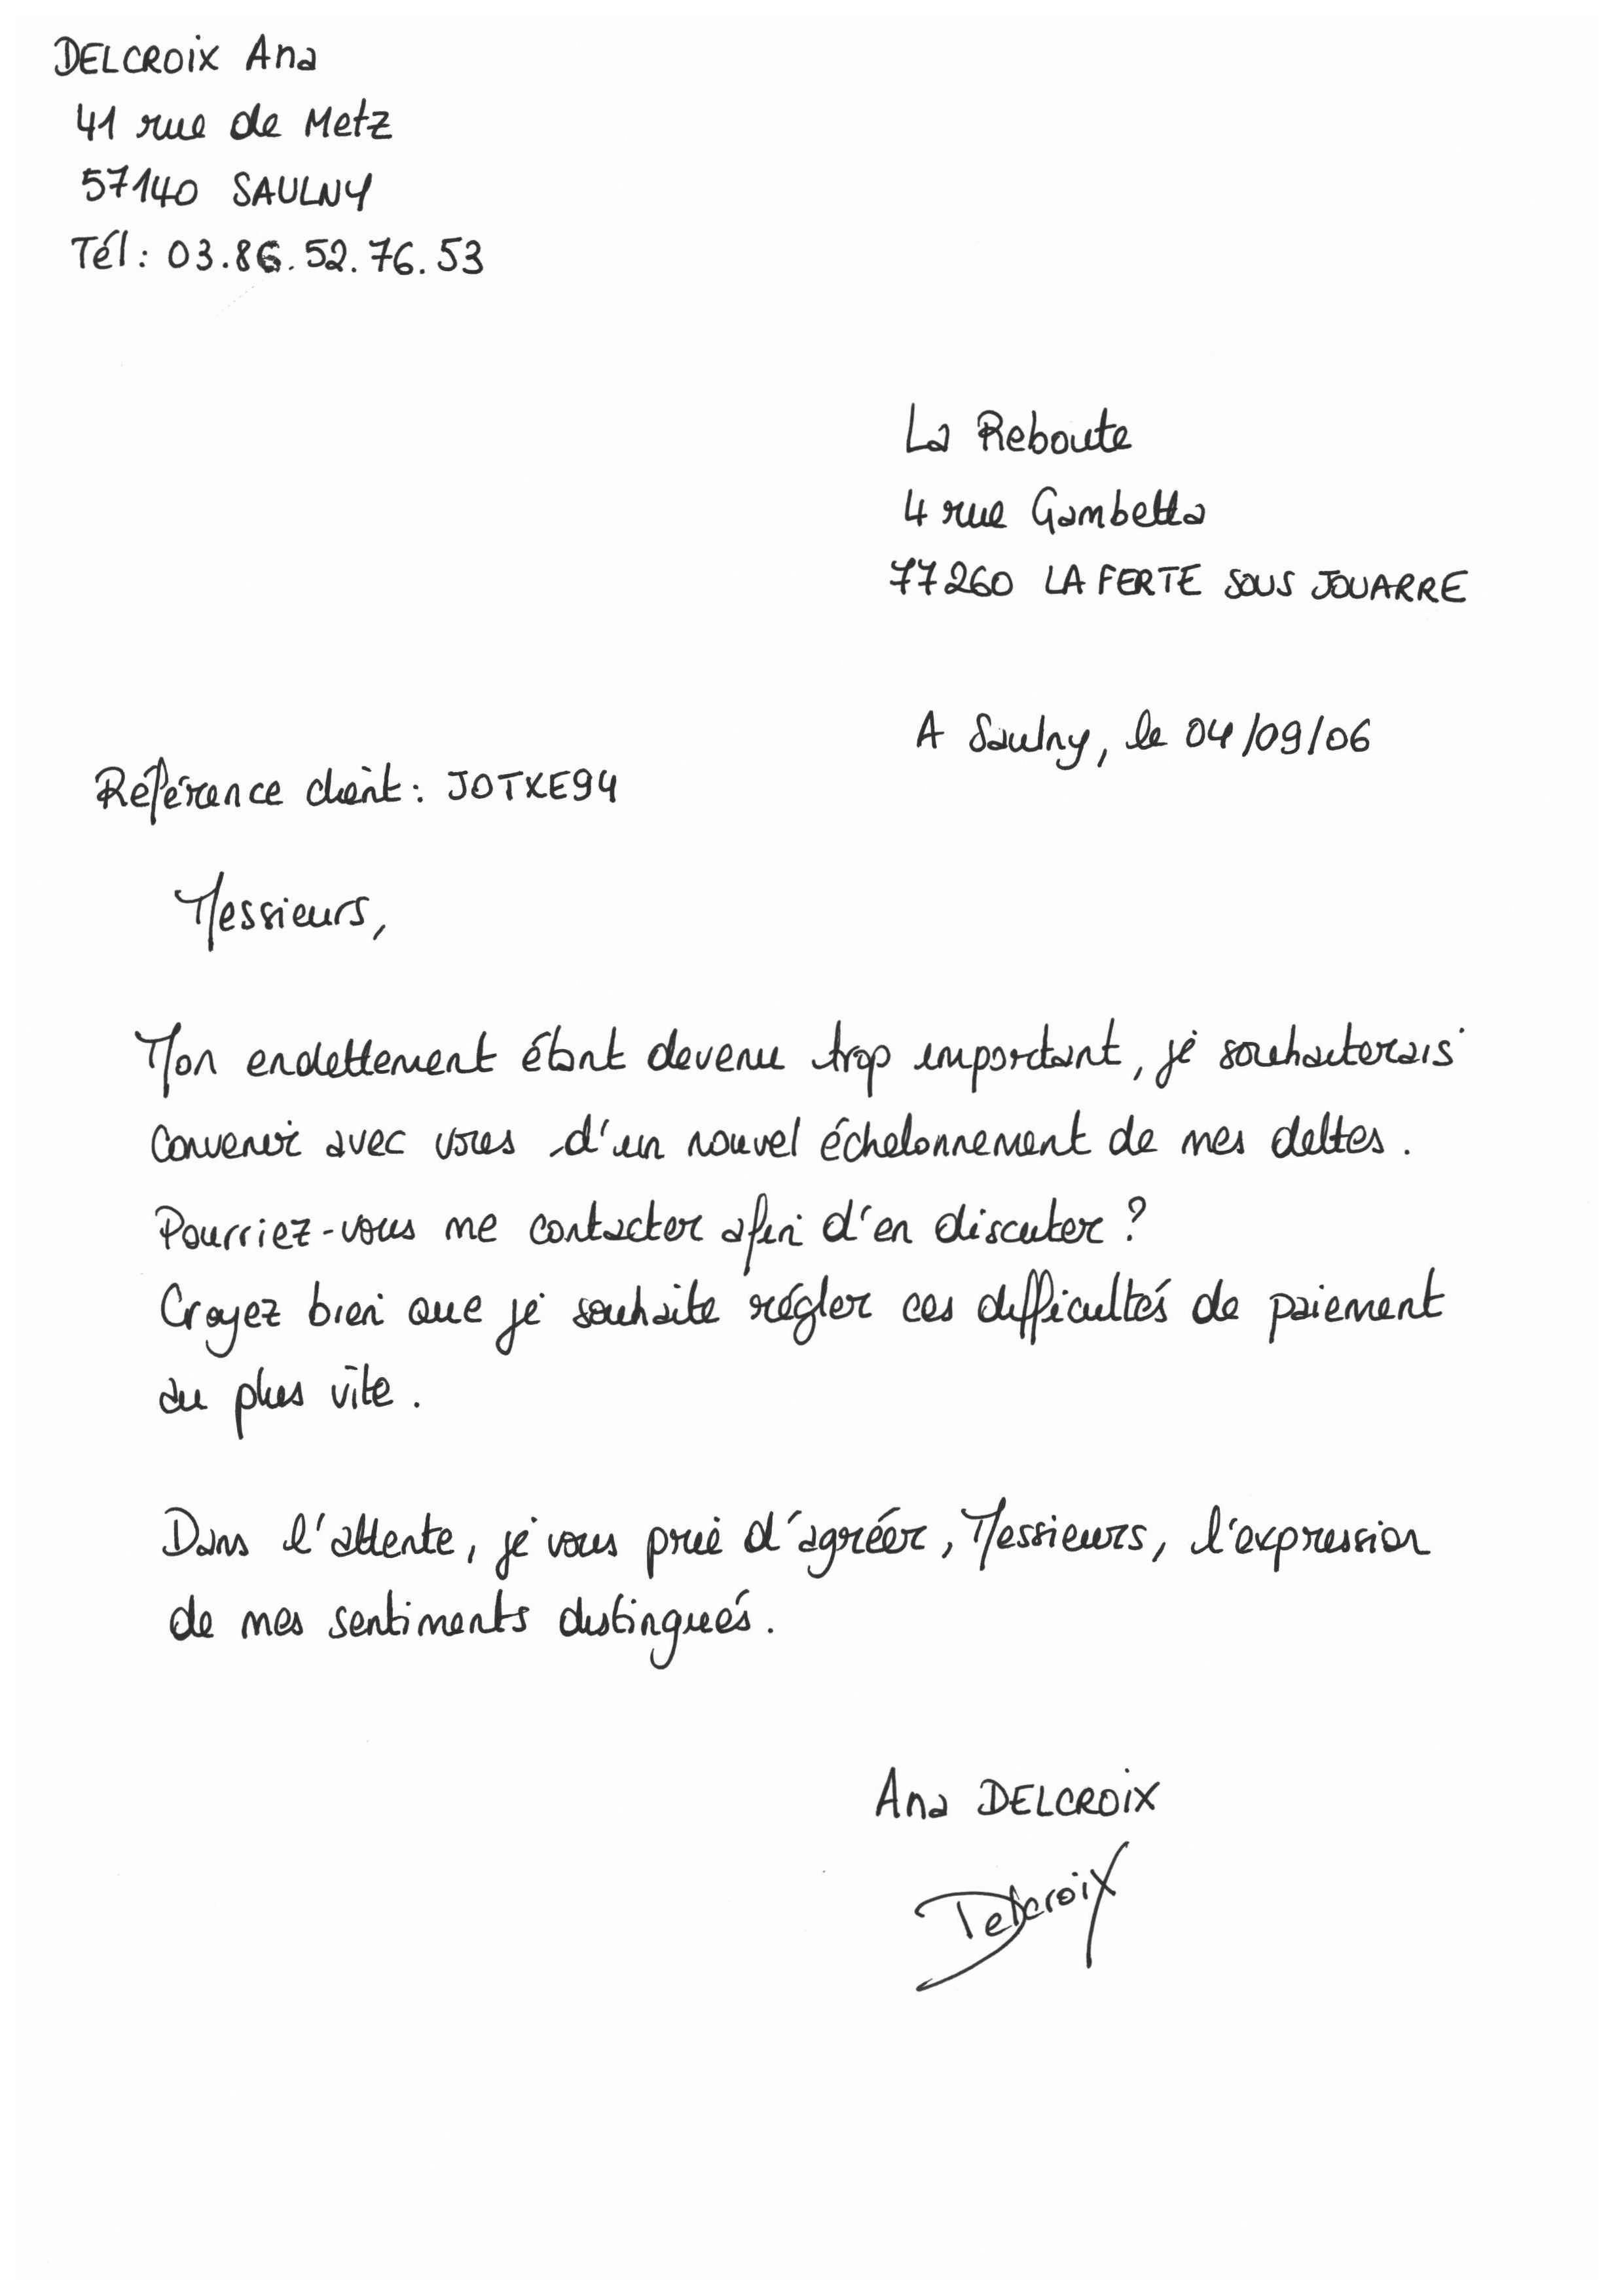 DELCROIX Ana
41 rue de Metz
57140 SAULNY
Tél : 03.86.52.76.53
La Reboute
4 rue Gambetta
77260 LA FERTE SOUS JOUARRE
A Saulny, le 04/09/06
Référence client : JOTXE94
Messieurs,
Mon endettement étant devenu trop important, je souhaiterais
convenir avec vous d'un nouvel échelonnement de mes dettes.
Pourriez-vous me contacter afin d'en discuter ?
Croyez bien que je souhaite régler ces difficultés de paiement
au plus vite.
Dans l'attente, je vous prie d'agréer, Messieurs, l'expression
de mes sentiments distingués.
Ana DELCROIX
Delcroix